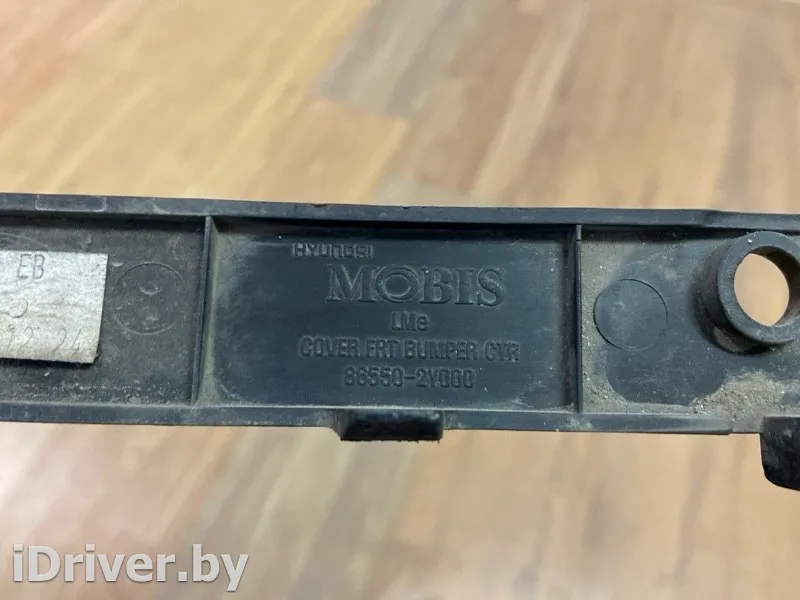 EB
12 24
HYUNDAI
MOBIS
LMe
COVER FRT BUMPER CTR
86550-2Y000
iDriver.by